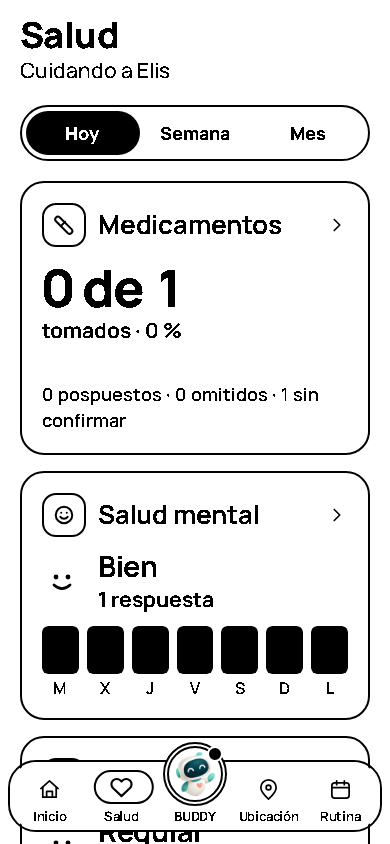 Salud
Cuidando a Elis
Hoy Semana Mes
Medicamentos
0 de 1
tomados · 0 %
0 pospuestos · 0 omitidos · 1 sin
confirmar
Salud mental
Bien
1 respuesta
M X J V S D L
Inicio Salud BUDDY Ubicación Rutina
Regular